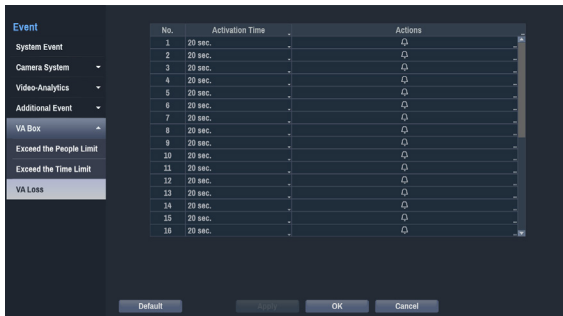 Event
System Event
Camera System
Video-Analytics
Additional Event
VA Box
Exceed the People Limit
Exceed the Time Limit
VA Loss
No. Activation Time Actions
1 20 sec.
2 20 sec.
3 20 sec.
4 20 sec.
5 20 sec.
6 20 sec.
7 20 sec.
8 20 sec.
9 20 sec.
10 20 sec.
11 20 sec.
12 20 sec.
13 20 sec.
14 20 sec.
15 20 sec.
16 20 sec.
Default Apply OK Cancel